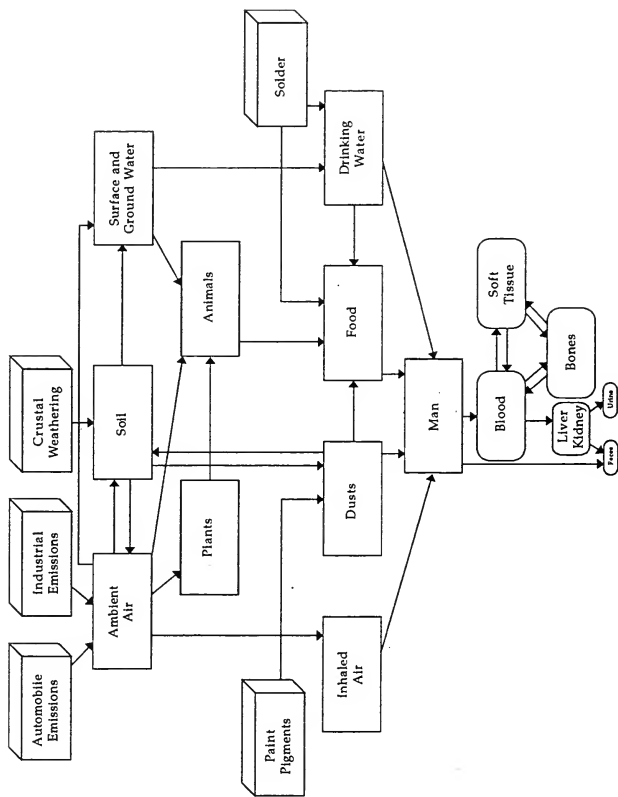 Automobile
Emissions
Industrial
Emissions
Crustal
Weathering
Ambient
Air
Soil
Surface and
Ground Water
Plants
Animals
Paint
Pigments
Solder
Inhaled
Air
Dusts
Food
Drinking
Water
Man
Blood
Soft
Tissue
Bones
Liver
Kidney
Feces
Urine